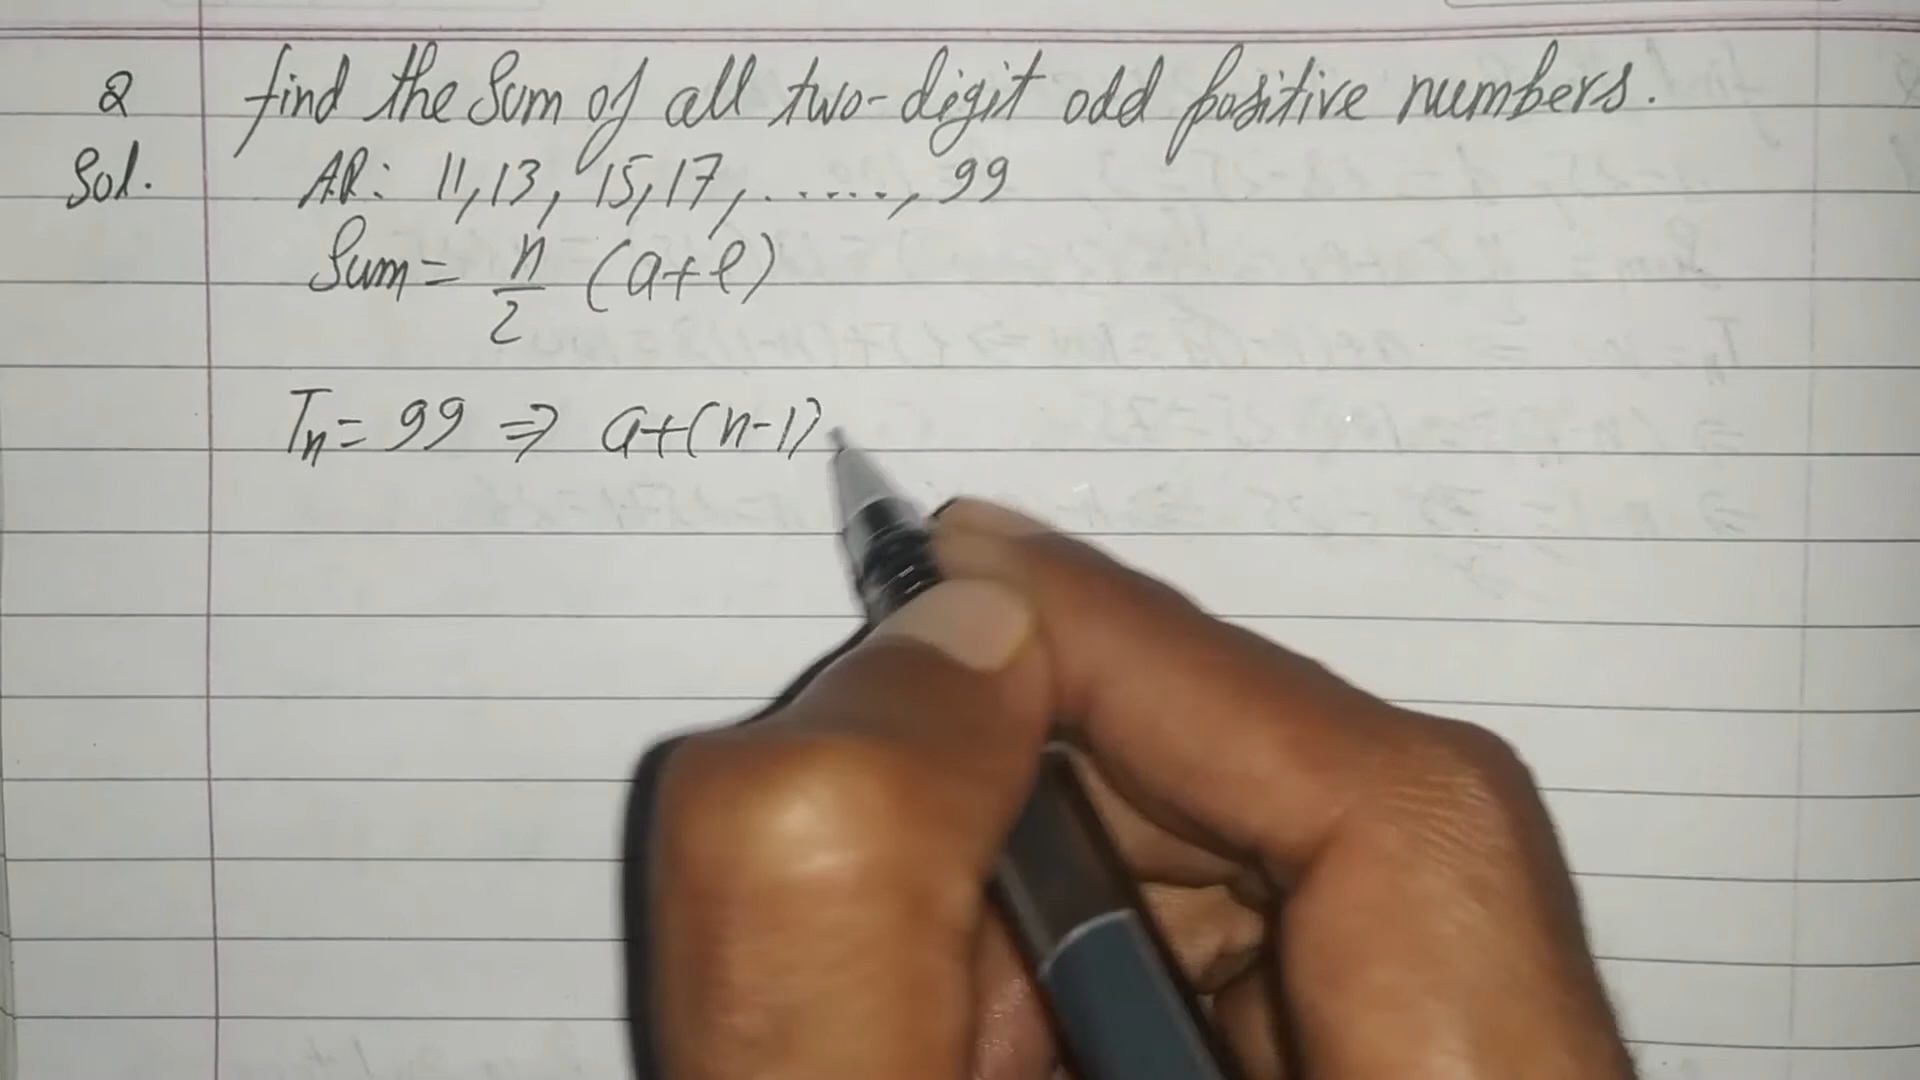 Q find the Sum of all two-digit odd positive numbers.
Sol. A.P: 11, 13, 15, 17, ......, 99
Sum = n/2 (a+l)
Tn = 99 ⇒ a+(n-1)